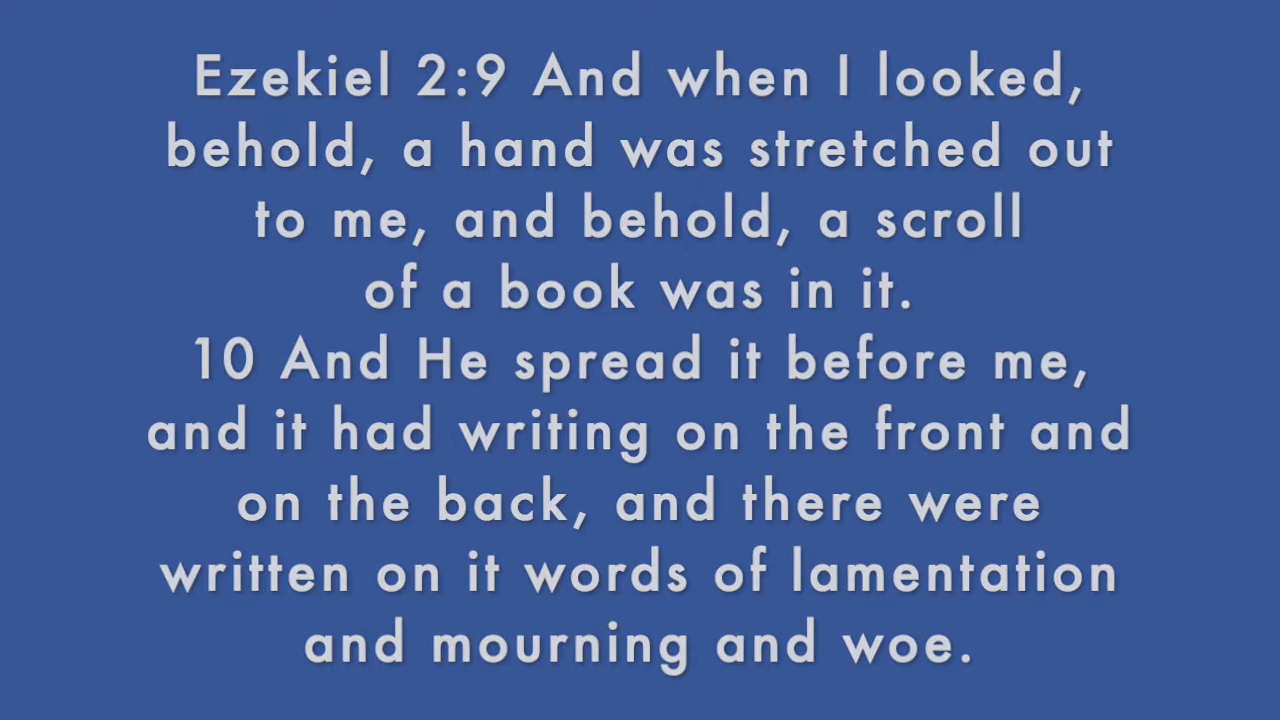 Ezekiel 2:9 And when I looked,
behold, a hand was stretched out
to me, and behold, a scroll
of a book was in it.
10 And He spread it before me,
and it had writing on the front and
on the back, and there were
written on it words of lamentation
and mourning and woe.